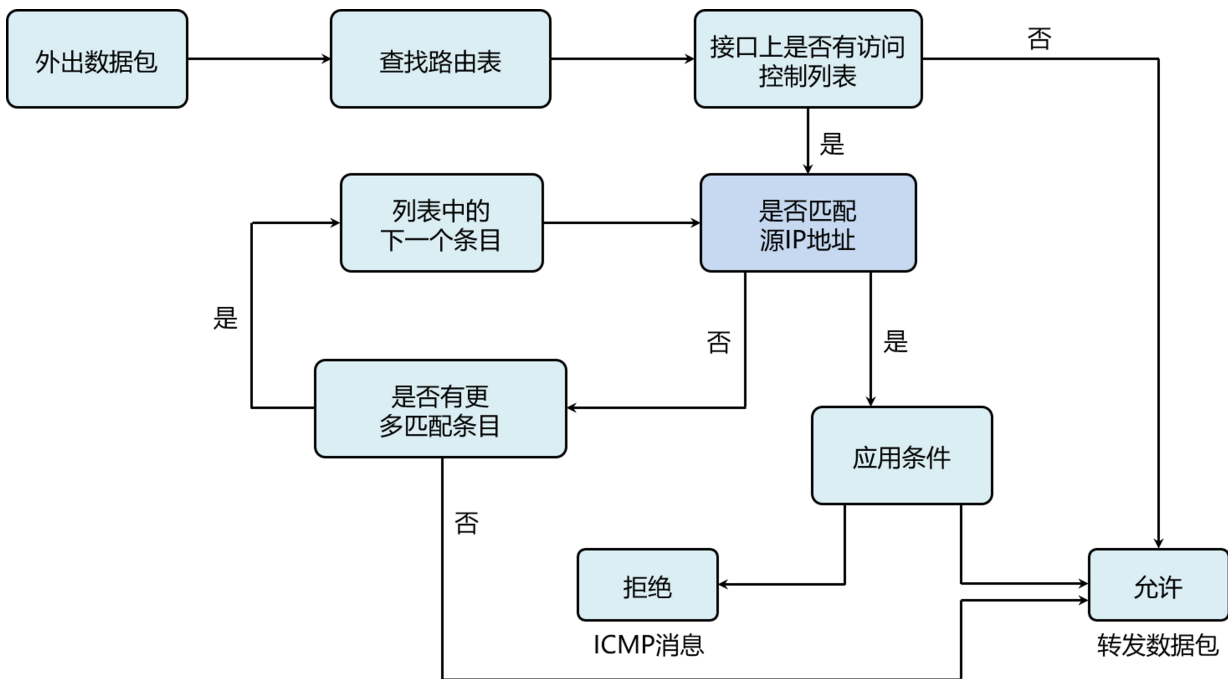 外出数据包
查找路由表
接口上是否有访问
控制列表
否
是
列表中的
下一个条目
是否匹配
源IP地址
是
否
是
是否有更
多匹配条目
应用条件
否
拒绝
允许
ICMP消息
转发数据包